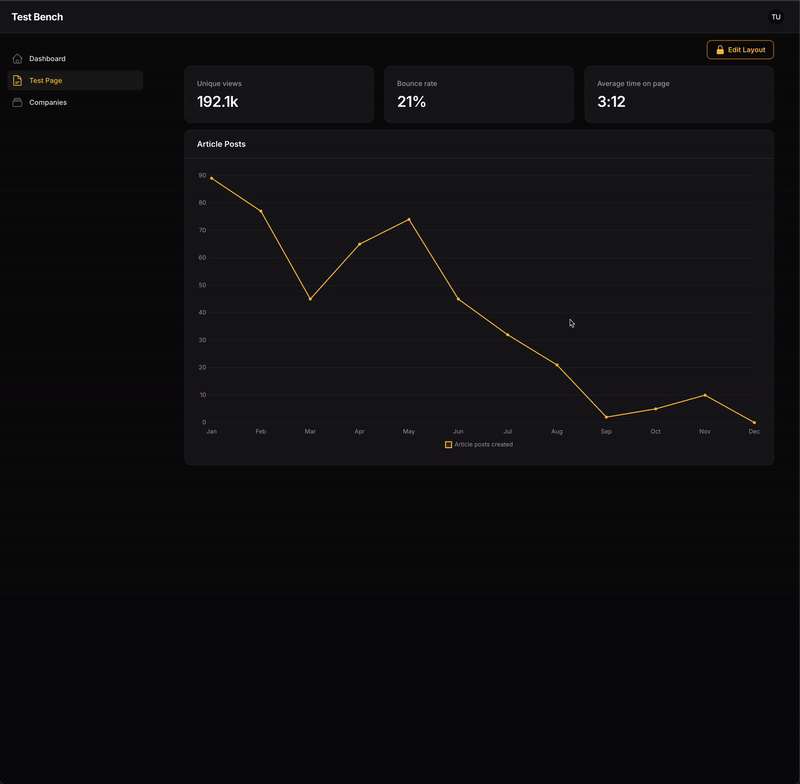 Test Bench
TU
Dashboard
Test Page
Companies
Edit Layout
Unique views
192.1k
Bounce rate
21%
Average time on page
3:12
Article Posts
90
80
70
60
50
40
30
20
10
0
Jan Feb Mar Apr May Jun Jul Aug Sep Oct Nov Dec
Article posts created